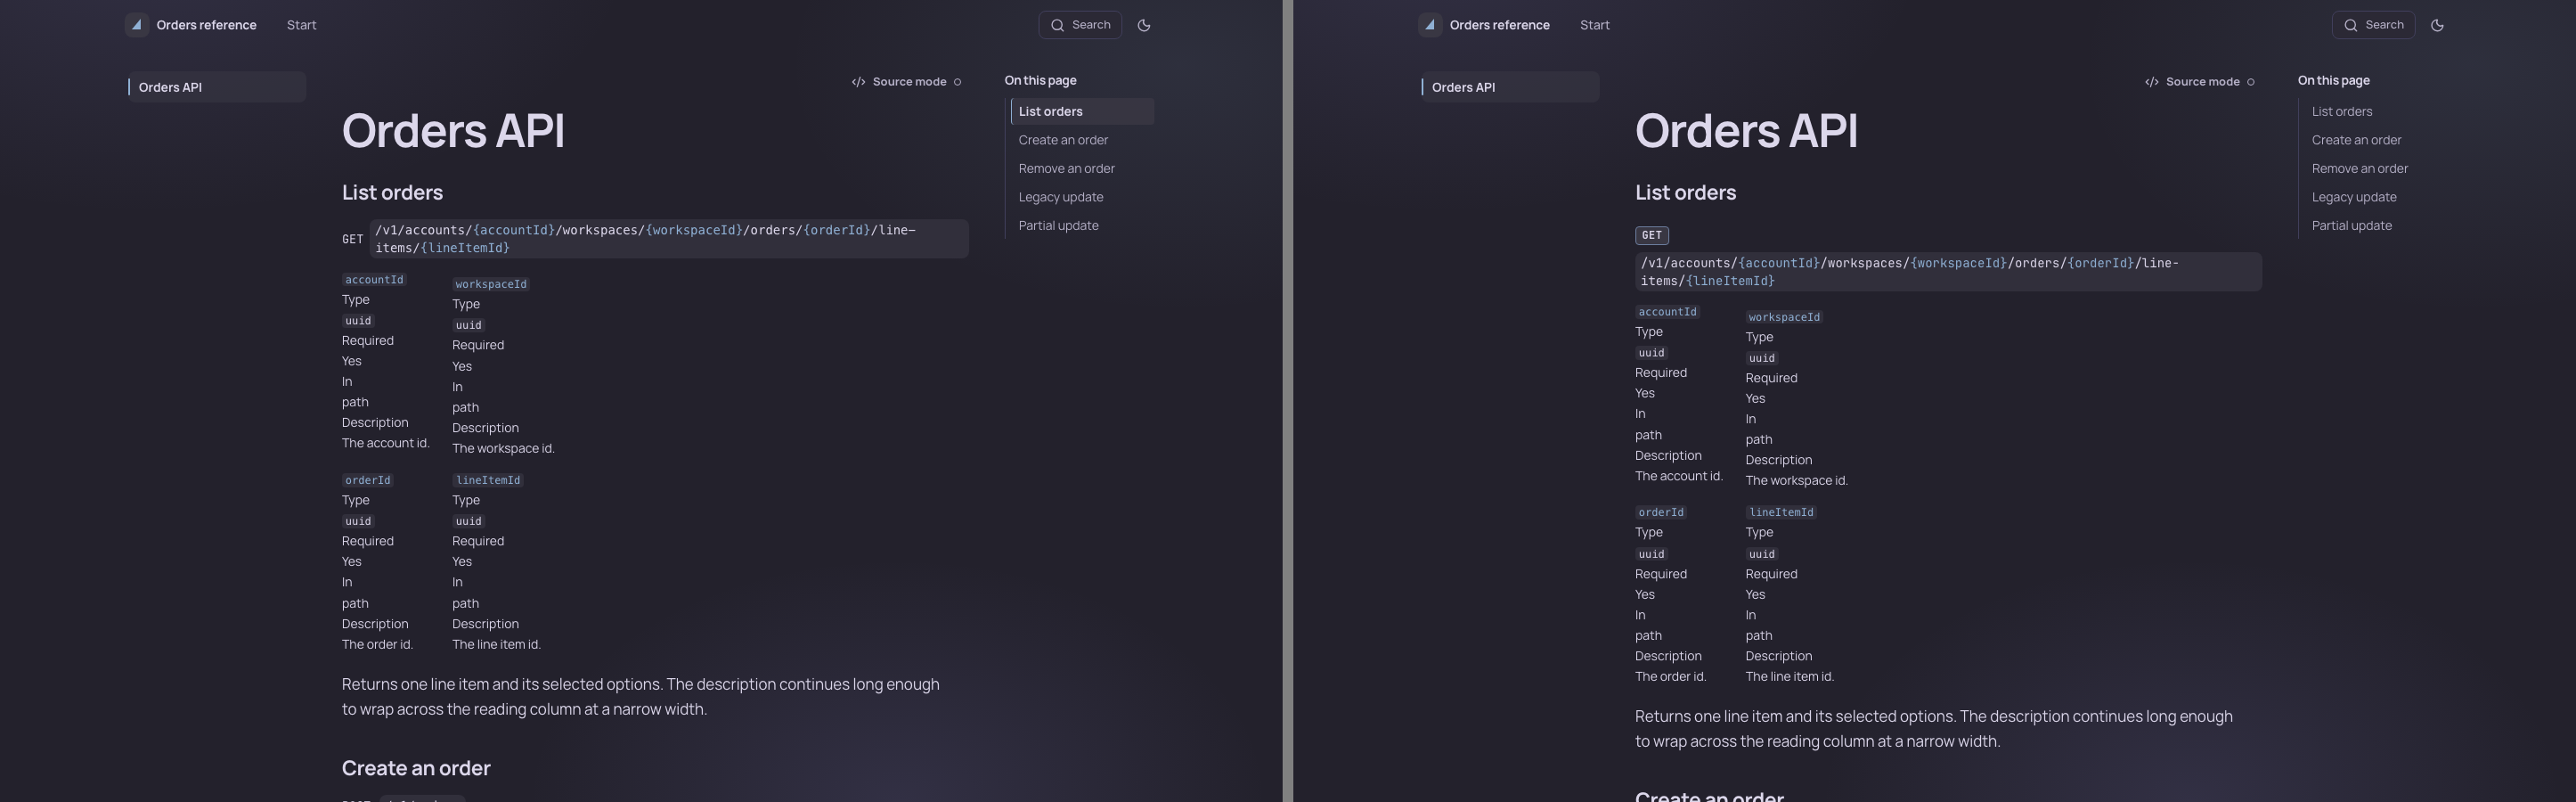 Orders reference
Start
Search
Orders API
Source mode
On this page
List orders
Create an order
Remove an order
Legacy update
Partial update
Orders API
List orders
GET
/v1/accounts/{accountId}/workspaces/{workspaceId}/orders/{orderId}/line-
items/{lineItemId}
accountId
Type
uuid
Required
Yes
In
path
Description
The account id.
workspaceId
Type
uuid
Required
Yes
In
path
Description
The workspace id.
orderId
Type
uuid
Required
Yes
In
path
Description
The order id.
lineItemId
Type
uuid
Required
Yes
In
path
Description
The line item id.
Returns one line item and its selected options. The description continues long enough
to wrap across the reading column at a narrow width.
Create an order
Orders reference
Start
Search
Orders API
Source mode
On this page
List orders
Create an order
Remove an order
Legacy update
Partial update
Orders API
List orders
GET
/v1/accounts/{accountId}/workspaces/{workspaceId}/orders/{orderId}/line-
items/{lineItemId}
accountId
Type
uuid
Required
Yes
In
path
Description
The account id.
workspaceId
Type
uuid
Required
Yes
In
path
Description
The workspace id.
orderId
Type
uuid
Required
Yes
In
path
Description
The order id.
lineItemId
Type
uuid
Required
Yes
In
path
Description
The line item id.
Returns one line item and its selected options. The description continues long enough
to wrap across the reading column at a narrow width.
Create an order